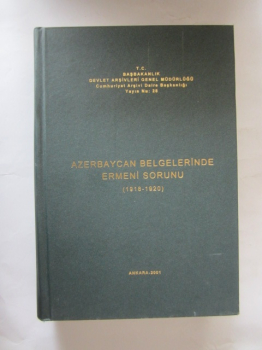 T.C.
BAŞBAKANLIK
DEVLET ARŞİVLERİ GENEL MÜDÜRLÜĞÜ
Cumhuriyet Arşivi Daire Başkanlığı
Yayın No: 28
AZERBAYCAN BELGELERİNDE
ERMENİ SORUNU
(1918-1920)
ANKARA-2001